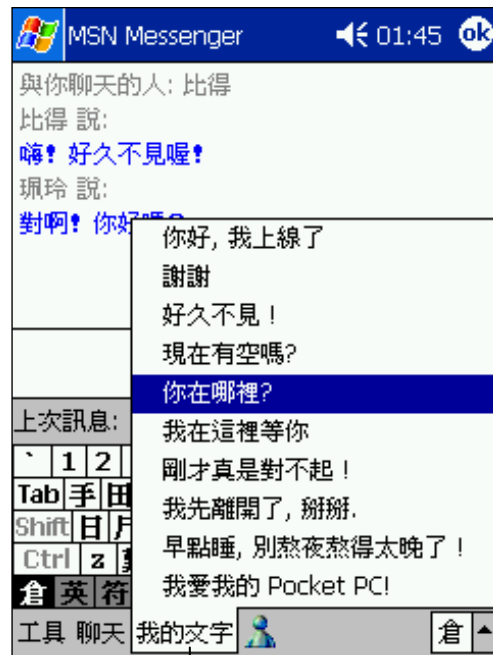 MSN Messenger 01:45 ok
與你聊天的人: 比得
比得 說:
嗨! 好久不見喔!
珮玲 說:
對啊! 你好嗎?
你好, 我上線了
謝謝
好久不見!
現在有空嗎?
你在哪裡?
我在這裡等你
剛才真是對不起!
我先離開了, 掰掰.
早點睡, 別熬夜熬得太晚了!
我愛我的 Pocket PC!
上次訊息:
` 1 2
Tab 手 田
Shift 日 尸
Ctrl z
倉 英 符
工具 聊天 我的文字 倉